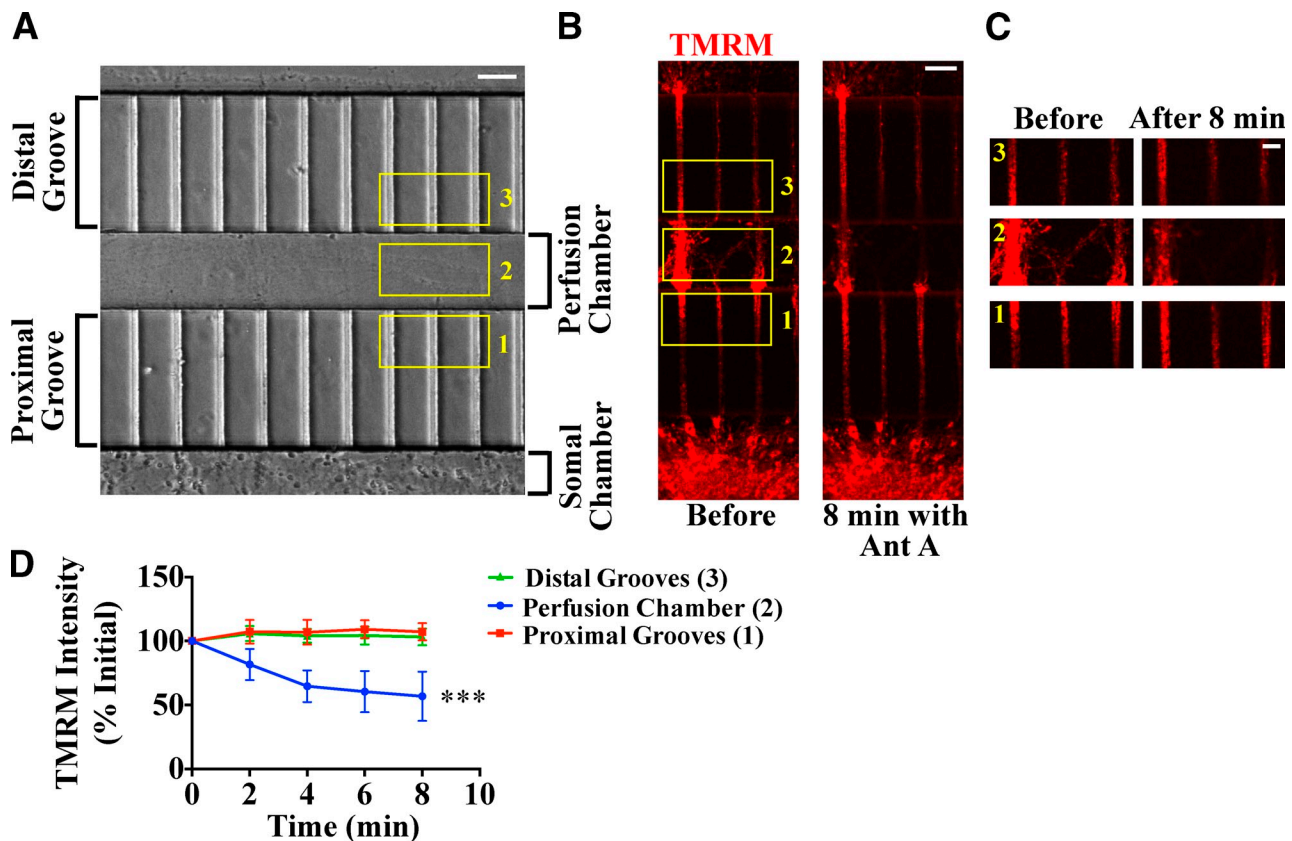 A
Distal
Groove
Proximal
Groove
3
2
1
Perfusion
Chamber
Somal
Chamber
B
TMRM
3
2
1
Before
8 min with
Ant A
C
Before
After 8 min
3
2
1
D
TMRM Intensity
(% Initial)
150
100
50
0
0
2
4
6
8
10
Time (min)
***
Distal Grooves (3)
Perfusion Chamber (2)
Proximal Grooves (1)